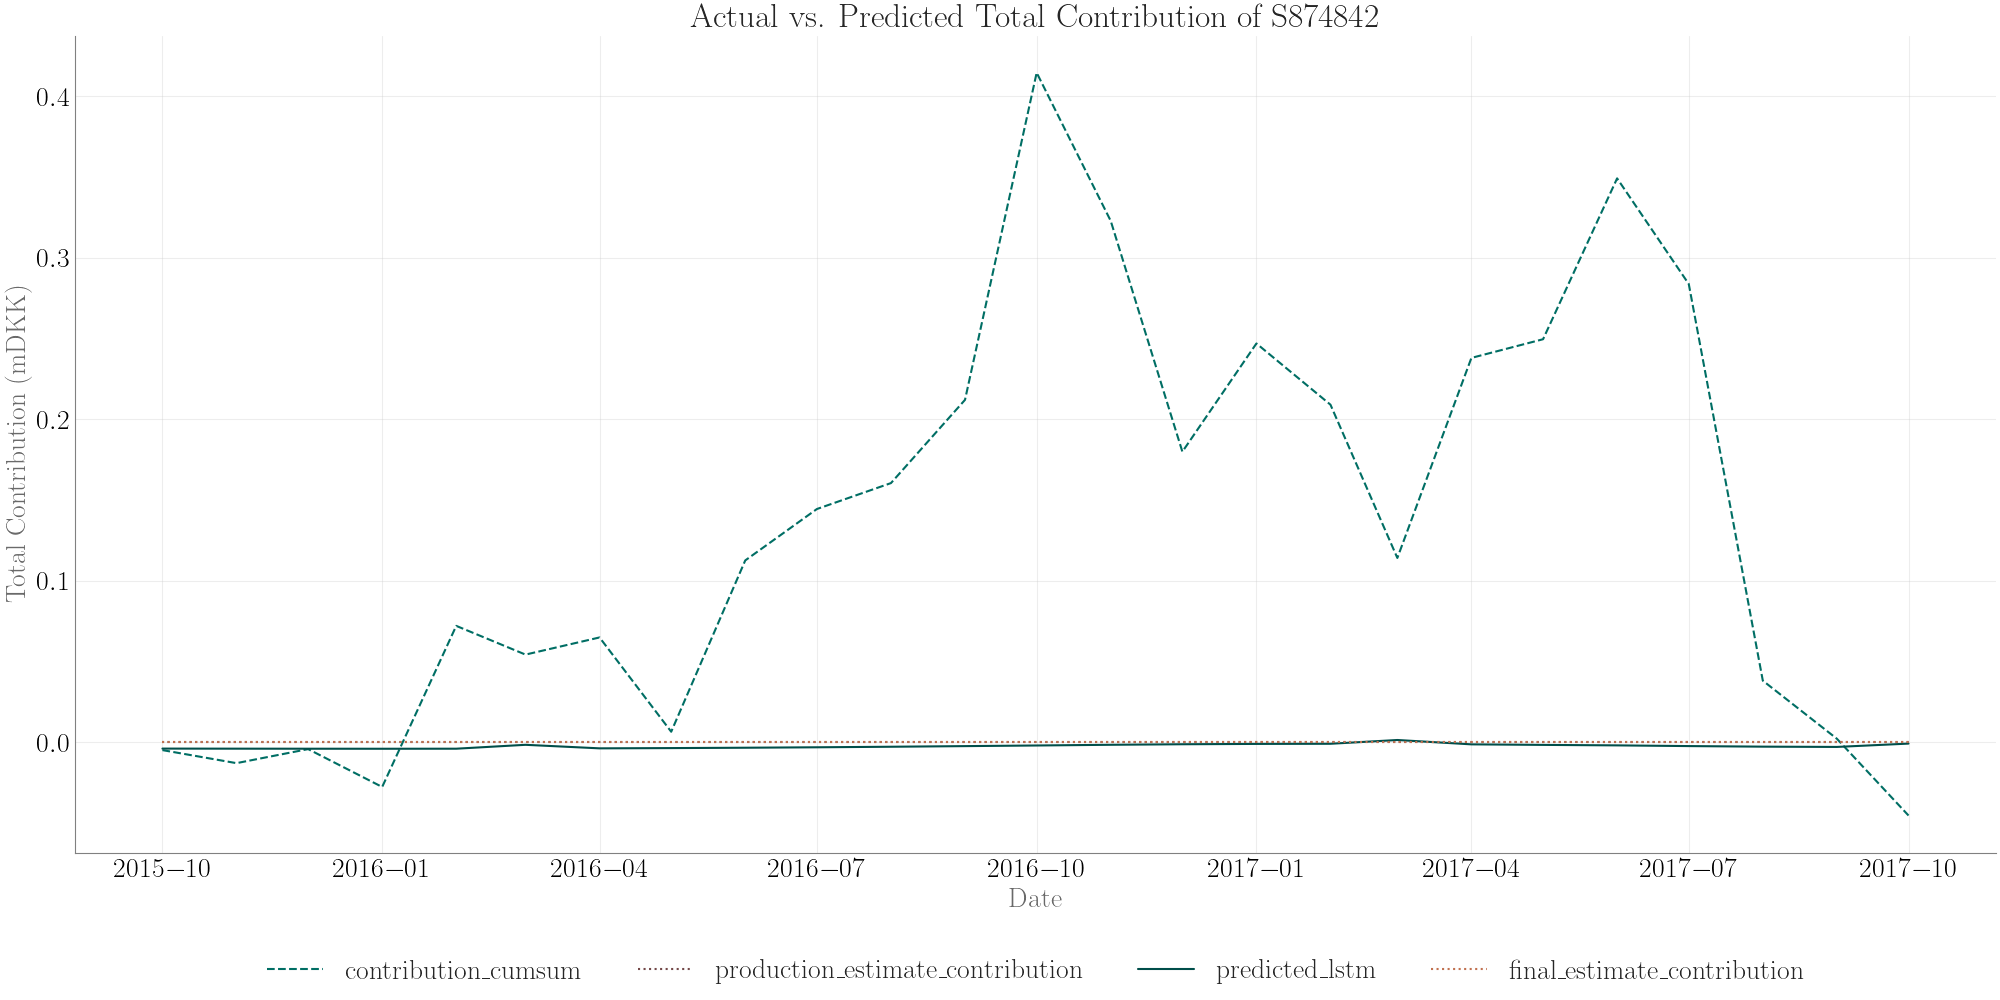 Actual vs. Predicted Total Contribution of S874842
Total Contribution (mDKK)
0.4
0.3
0.2
0.1
0.0
2015–10 2016–01 2016–04 2016–07 2016–10 2017–01 2017–04 2017–07 2017–10
Date
contribution_cumsum production_estimate_contribution predicted_lstm final_estimate_contribution